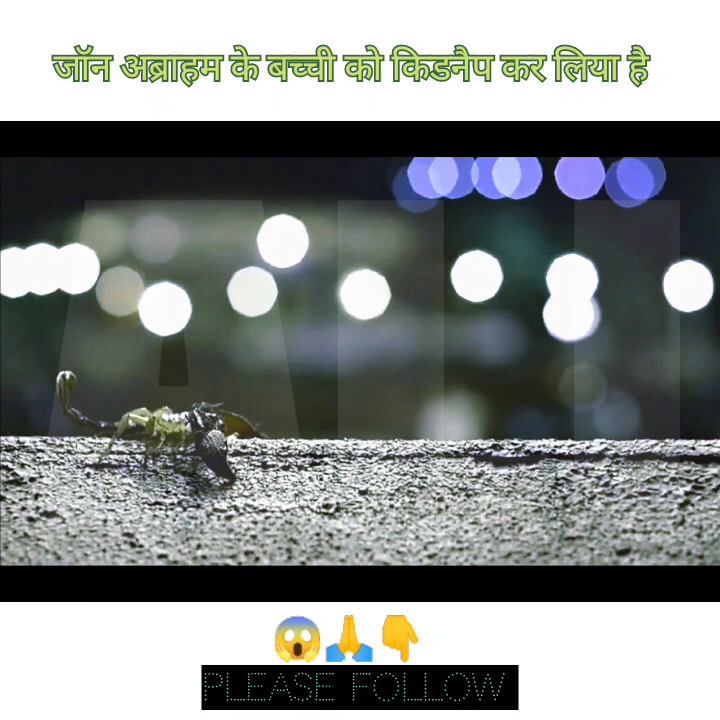 जॉन अब्राहम के बच्ची को किडनैप कर लिया है
PLEASE FOLLOW